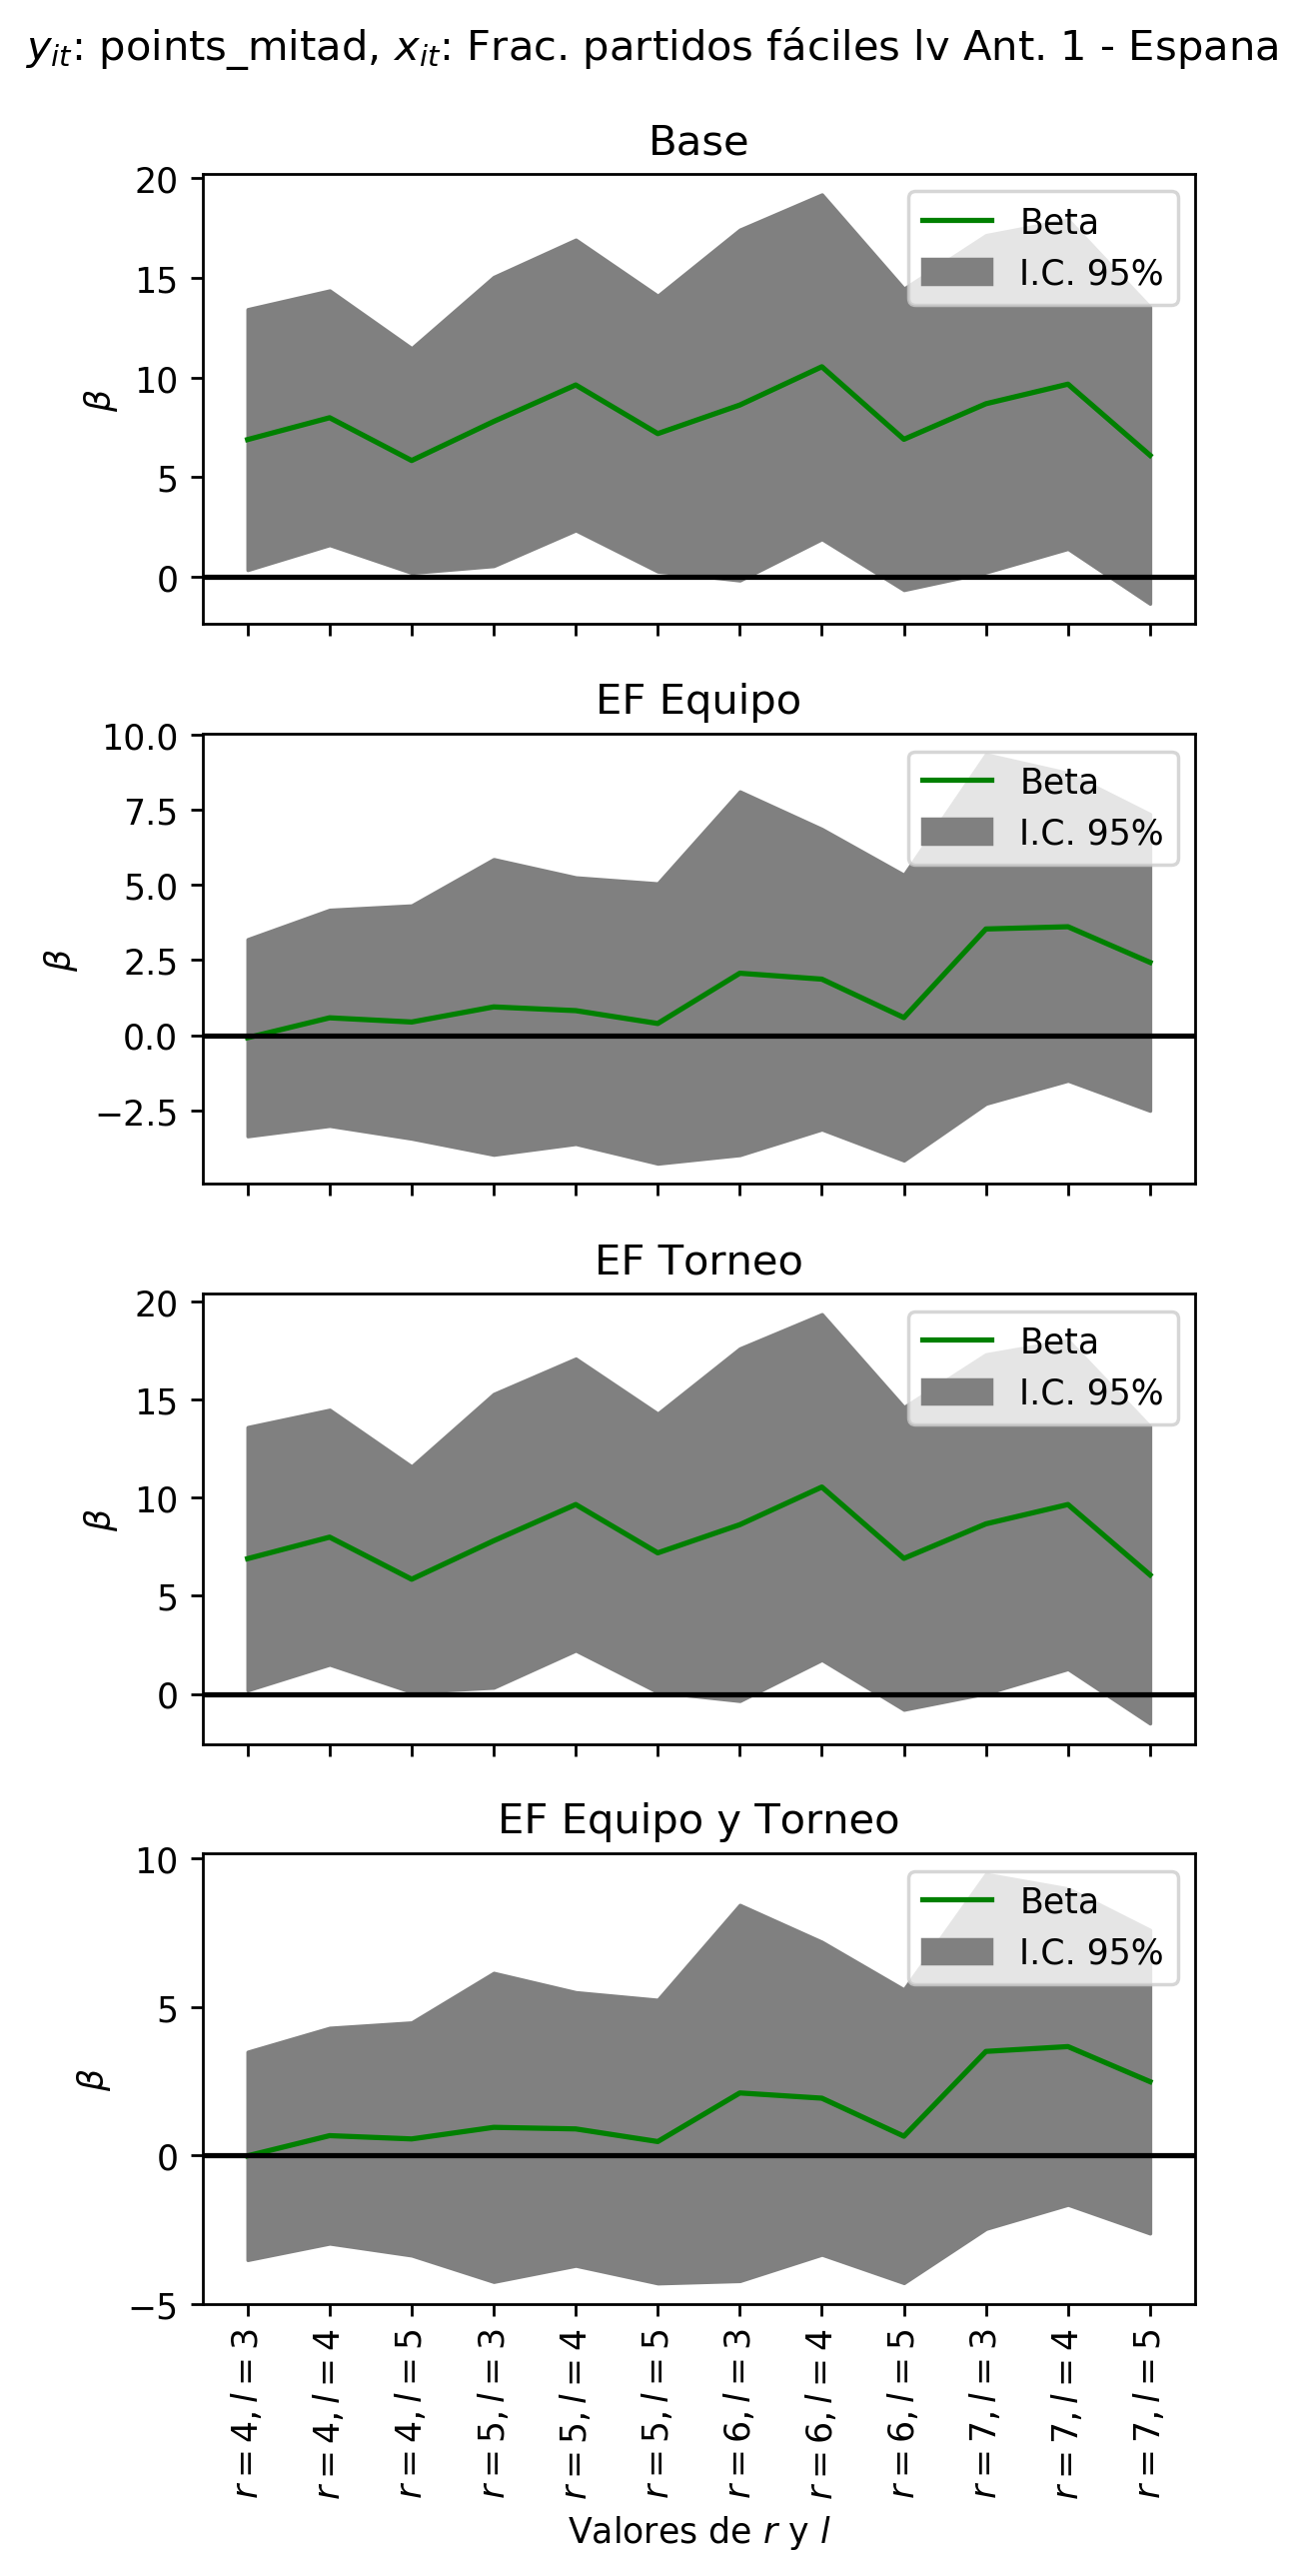 y_it: points_mitad, x_it: Frac. partidos fáciles lv Ant. 1 - Espana
Base
20
15
10
5
0
β
Beta
I.C. 95%
EF Equipo
10.0
7.5
5.0
2.5
0.0
−2.5
β
Beta
I.C. 95%
EF Torneo
20
15
10
5
0
β
Beta
I.C. 95%
EF Equipo y Torneo
10
5
0
−5
β
Beta
I.C. 95%
r = 4, l = 3
r = 4, l = 4
r = 4, l = 5
r = 5, l = 3
r = 5, l = 4
r = 5, l = 5
r = 6, l = 3
r = 6, l = 4
r = 6, l = 5
r = 7, l = 3
r = 7, l = 4
r = 7, l = 5
Valores de r y l